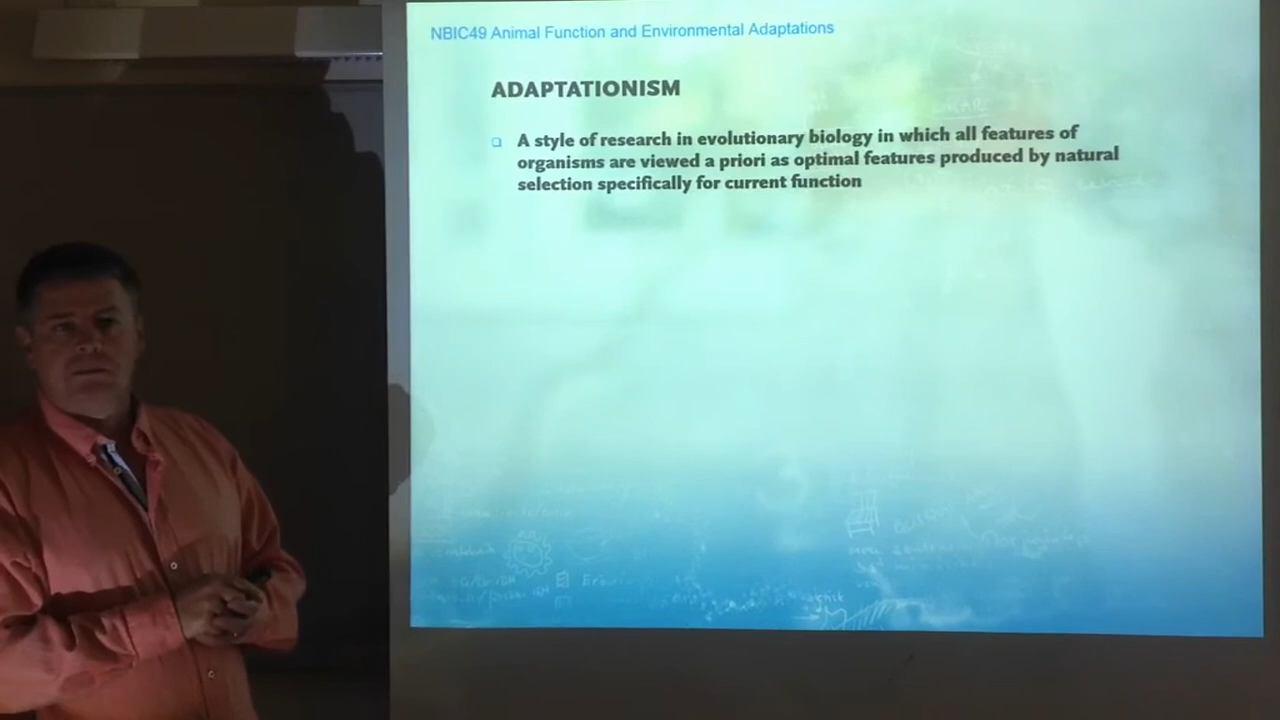 NBIC49 Animal Function and Environmental Adaptations
ADAPTATIONISM
A style of research in evolutionary biology in which all features of
organisms are viewed a priori as optimal features produced by natural
selection specifically for current function